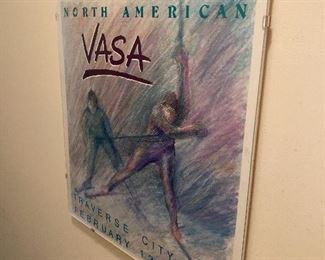 NORTH AMERICAN
VASA
TRAVERSE CITY
FEBRUARY